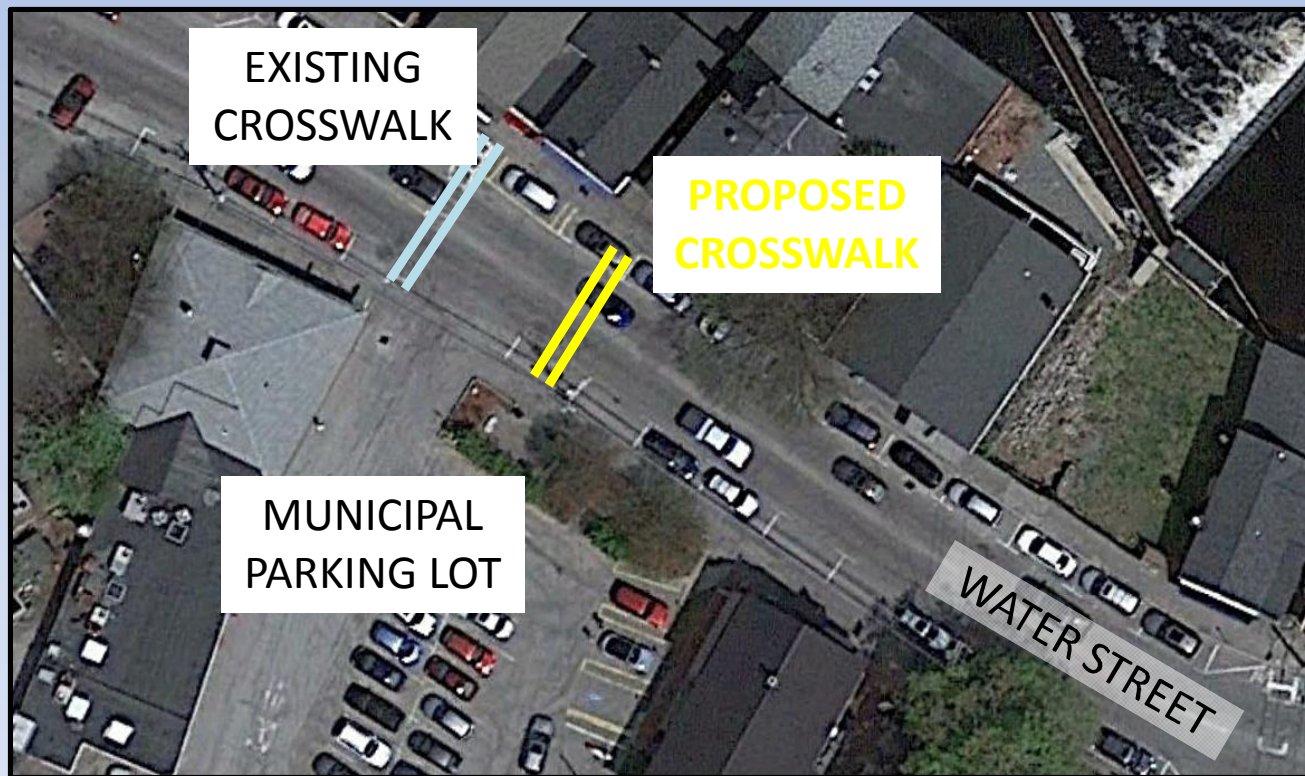 EXISTING
CROSSWALK
PROPOSED
CROSSWALK
MUNICIPAL
PARKING LOT
WATER STREET